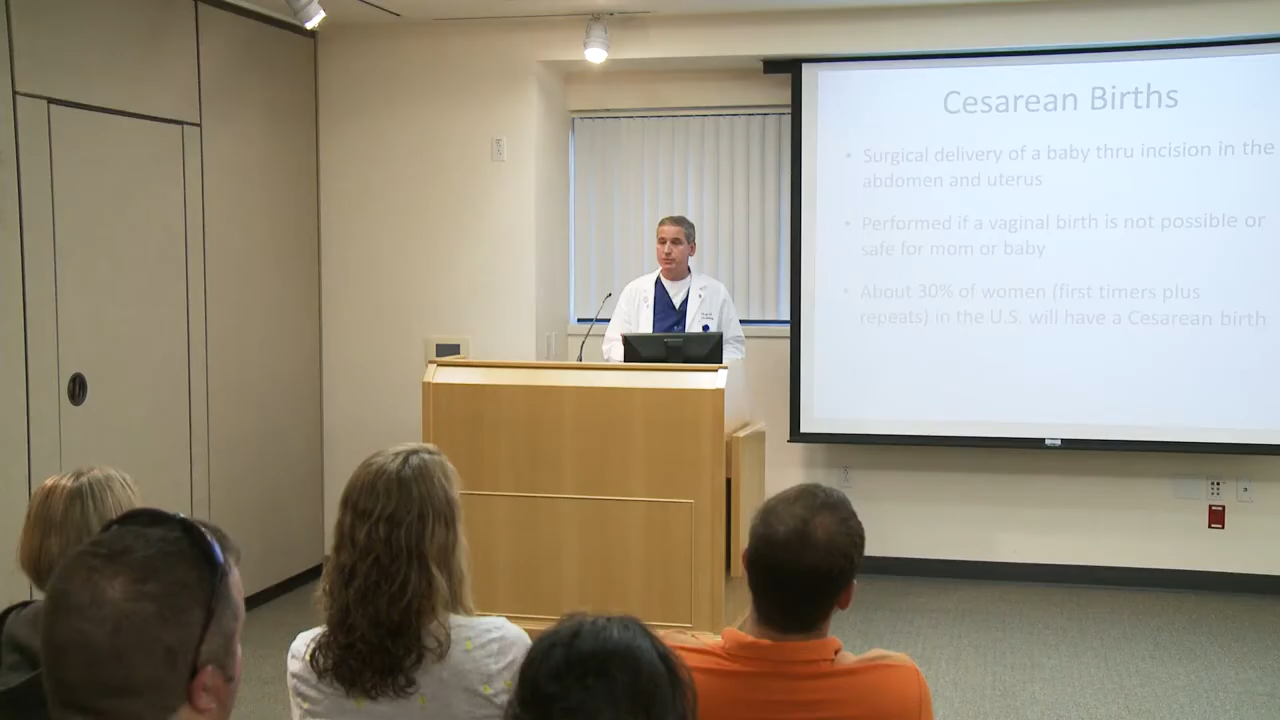 Cesarean Births
• Surgical delivery of a baby thru incision in the
abdomen and uterus
• Performed if a vaginal birth is not possible or
safe for mom or baby
• About 30% of women (first timers plus
repeats) in the U.S. will have a Cesarean birth